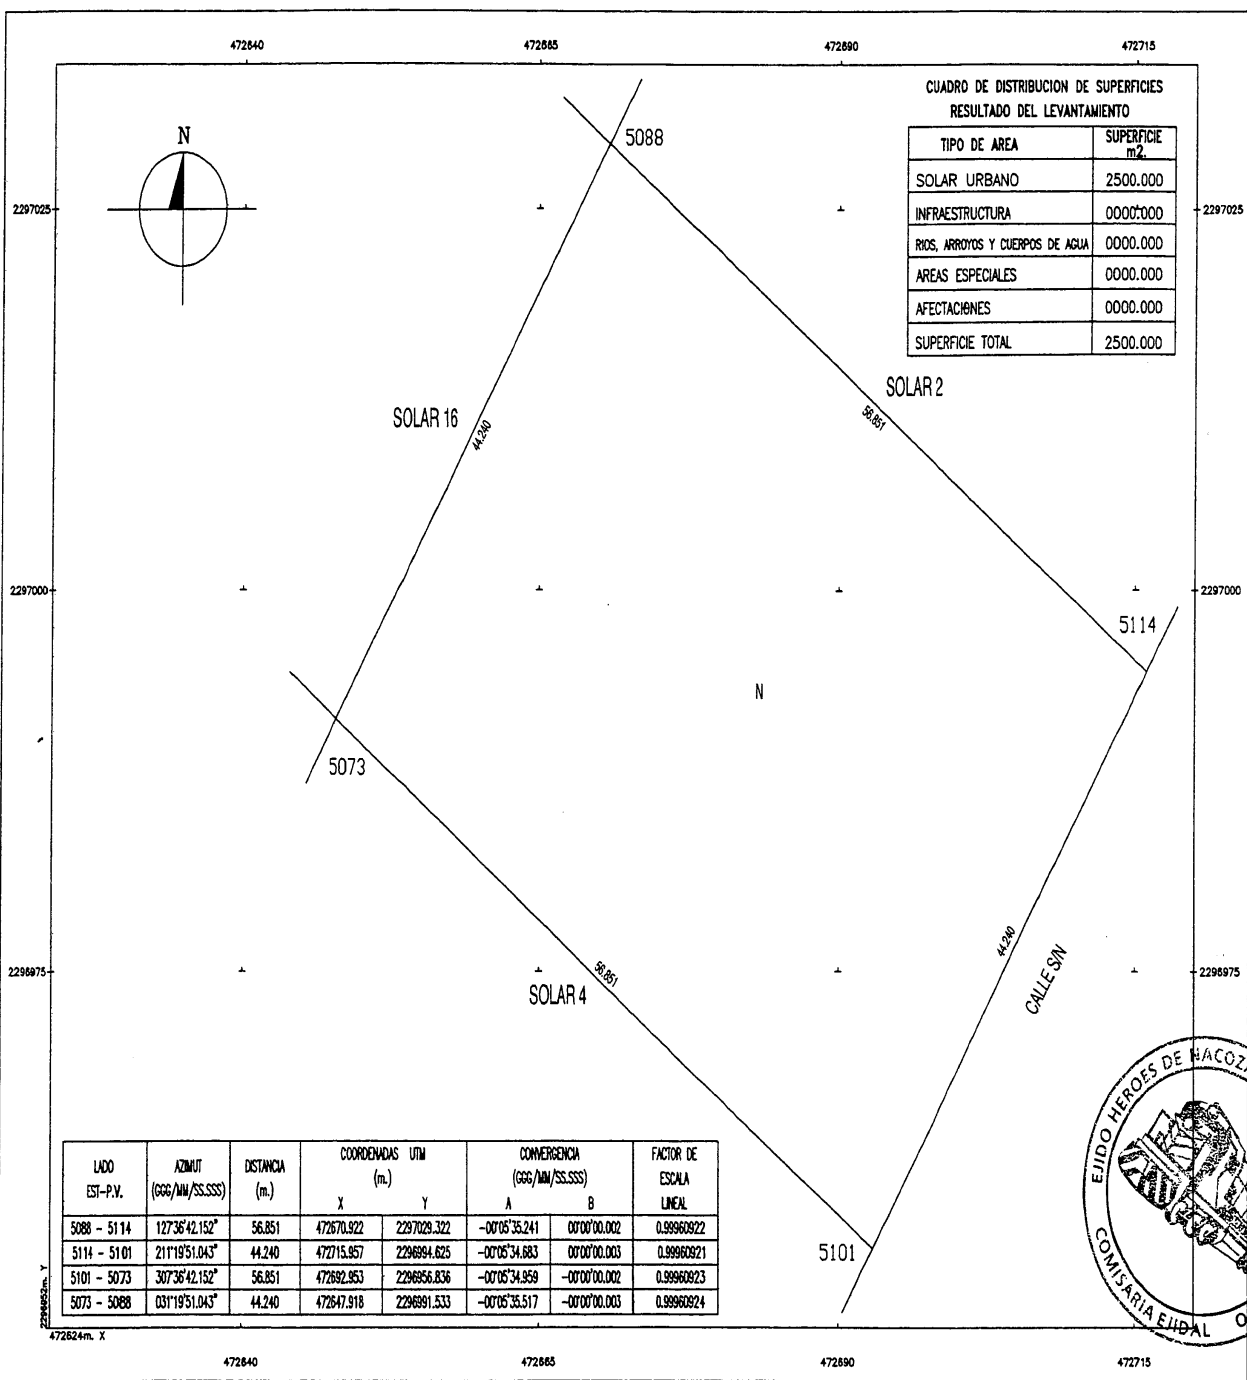 472640 472665 472690 472715
CUADRO DE DISTRIBUCION DE SUPERFICIES
RESULTADO DEL LEVANTAMIENTO
TIPO DE AREA SUPERFICIE m2.
SOLAR URBANO 2500.000
INFRAESTRUCTURA 0000.000
RIOS, ARROYOS Y CUERPOS DE AGUA 0000.000
AREAS ESPECIALES 0000.000
AFECTACIONES 0000.000
SUPERFICIE TOTAL 2500.000
N
5088
2297025 2297025
SOLAR 2
56.851
SOLAR 16
44.240
2297000 2297000
5114
N
5073
44.240
CALLE S/N
2296975 2296975
56.851
SOLAR 4
5101
EJIDO HEROES DE NACOZA
COMISARIA EJIDAL O
LADO EST-P.V. AZIMUT (GGG/MM/SS.SSS) DISTANCIA (m.) COORDENADAS UTM (m.) X Y CONVERGENCIA (GGG/MM/SS.SSS) A B FACTOR DE ESCALA LINEAL
5088 - 5114 127°36'42.152" 56.851 472670.922 2297029.322 -00°05'35.241 00°00'00.002 0.99960922
5114 - 5101 211°19'51.043" 44.240 472715.957 2296994.625 -00°05'34.683 00°00'00.003 0.99960921
5101 - 5073 307°36'42.152" 56.851 472692.953 2296956.836 -00°05'34.959 -00°00'00.002 0.99960923
5073 - 5088 031°19'51.043" 44.240 472647.918 2296991.533 -00°05'35.517 -00°00'00.003 0.99960924
2296952m. Y
472624m. X
472640 472665 472690 472715